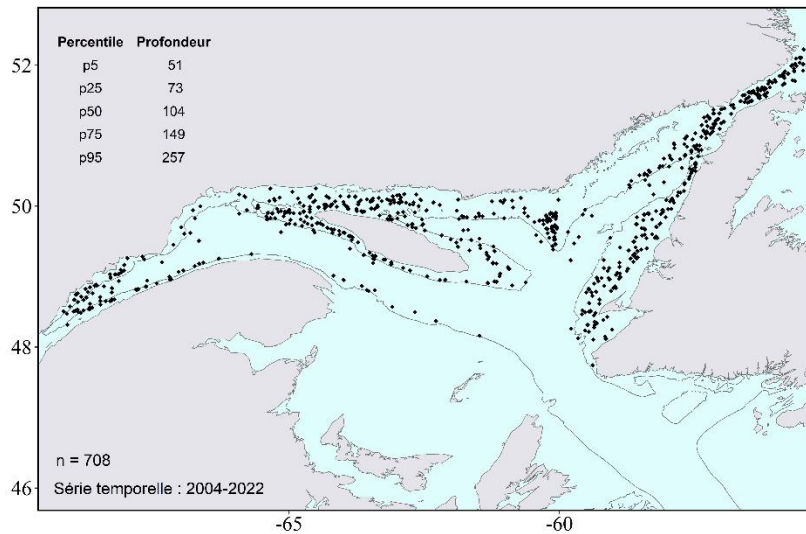 Percentile Profondeur
p5 51
p25 73
p50 104
p75 149
p95 257
52
50
48
46
n = 708
Série temporelle : 2004-2022
-65 -60